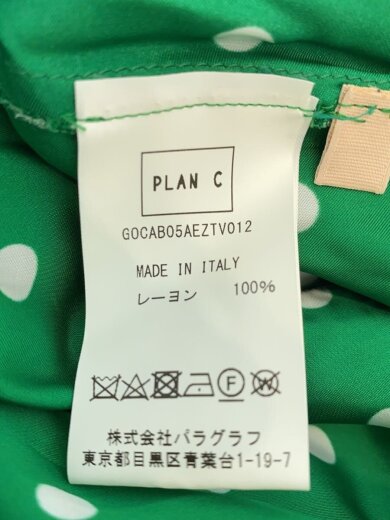 PLAN C
GOCAB05AEZTV012
MADE IN ITALY
レーヨン 100%
株式会社パラグラフ
東京都目黒区青葉台1-19-7